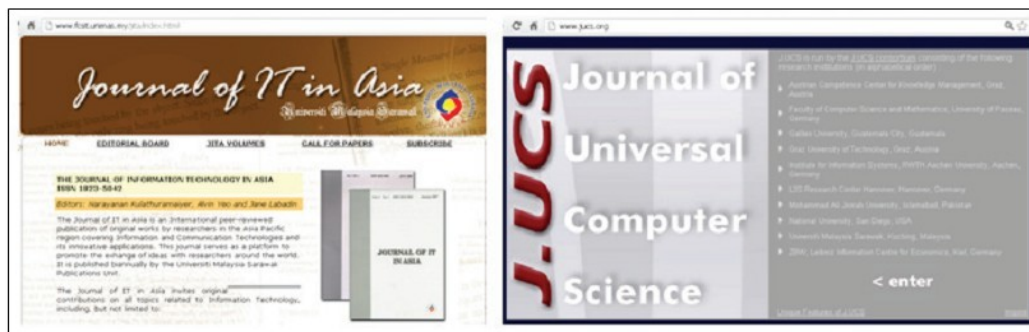 www.fcsit.unimas.my/jita/index.html
Journal of IT in Asia
Universiti Malaysia Sarawak
HOME EDITORIAL BOARD JITA VOLUMES CALL FOR PAPERS SUBSCRIBE
THE JOURNAL OF INFORMATION TECHNOLOGY IN ASIA
Editors: Narayanan Kulathuramaiyer, Alvin Yeo and Jane Labadin
The Journal of IT in Asia is an International peer-reviewed
publication of original works by researchers in the Asia Pacific
region covering Information and Communication Technologies and
its innovative applications. This journal serves as a platform to
promote the exhange of ideas with researchers around the world.
It is published biannually by the Universiti Malaysia Sarawak
Publications Unit.
The Journal of IT in Asia invites original
contributions on all topics related to Information Technology,
including, but not limited to:
JOURNAL OF IT
IN ASIA
www.jucs.org
J.UCS
Journal of
Universal
Computer
Science
J.UCS is run by the J.UCS consortium consisting of the following
research institutions (in alphabetical order)
Austrian Competence Center for Knowledge Management, Graz,
Austria
Faculty of Computer Science and Mathematics, University of Passau,
Germany
Galileo University, Guatemala City, Guatemala
Graz University of Technology, Graz, Austria
Institute for Information Systems, RWTH Aachen University, Aachen,
Germany
L3S Research Center Hannover, Hannover, Germany
Mohammad Ali Jinnah University, Islamabad, Pakistan
National University, San Diego, USA
Universiti Malaysia Sarawak, Kuching, Malaysia
ZBW, Leibniz Information Centre for Economics, Kiel, Germany
< enter
Unique Features of J.UCS